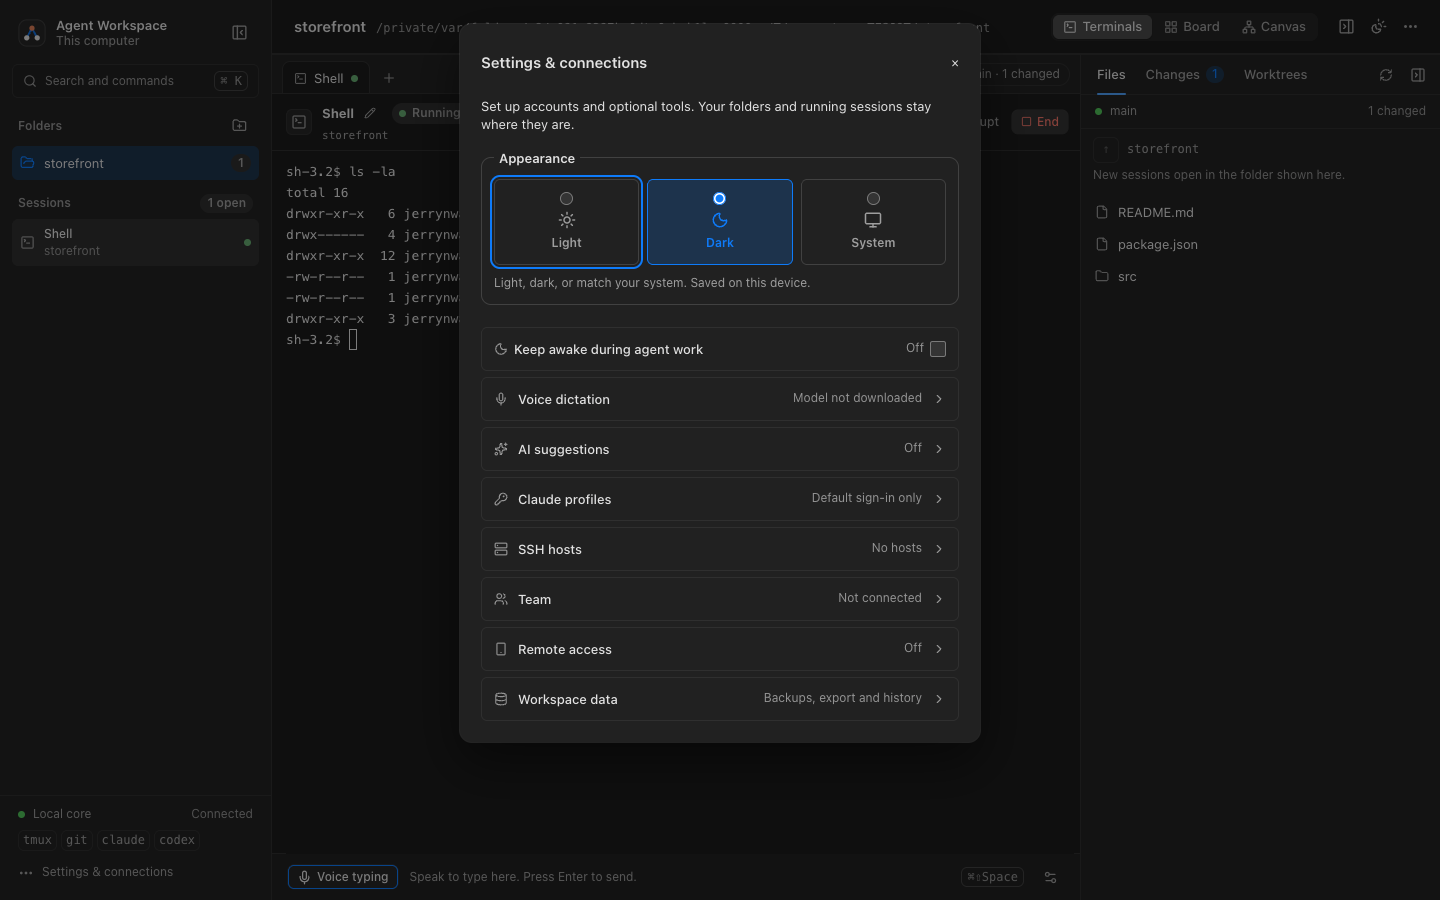 Agent Workspace
This computer
Search and commands
⌘ K
Folders
storefront
1
Sessions
1 open
Shell
storefront
Local core
Connected
tmux
git
claude
codex
Settings & connections
storefront
Terminals
Board
Canvas
Shell
1 changed
Shell
Running
storefront
End
sh-3.2$ ls -la
total 16
drwxr-xr-x 6
drwx------ 4
drwxr-xr-x 12
-rw-r--r-- 1
-rw-r--r-- 1
drwxr-xr-x 3
sh-3.2$
Voice typing
Speak to type here. Press Enter to send.
⌘⇧Space
Settings & connections
×
Set up accounts and optional tools. Your folders and running sessions stay
where they are.
Appearance
Light
Dark
System
Light, dark, or match your system. Saved on this device.
Keep awake during agent work
Off
Voice dictation
Model not downloaded
AI suggestions
Off
Claude profiles
Default sign-in only
SSH hosts
No hosts
Team
Not connected
Remote access
Off
Workspace data
Backups, export and history
Files
Changes 1
Worktrees
main
1 changed
storefront
New sessions open in the folder shown here.
README.md
package.json
src